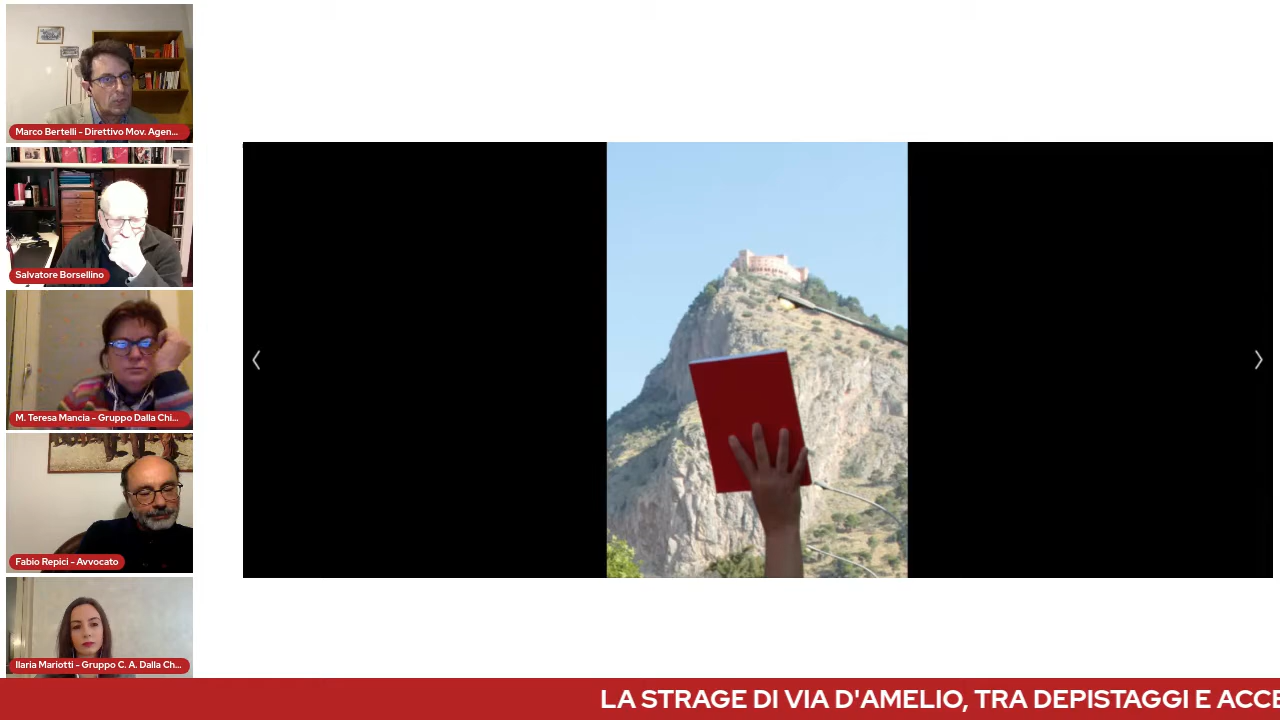 Marco Bertelli - Direttivo Mov. Agen...
Salvatore Borsellino
M. Teresa Mancia - Gruppo Dalla Chi...
Fabio Repici - Avvocato
Ilaria Mariotti - Gruppo C. A. Dalla Ch...
LA STRAGE DI VIA D'AMELIO, TRA DEPISTAGGI E ACCE